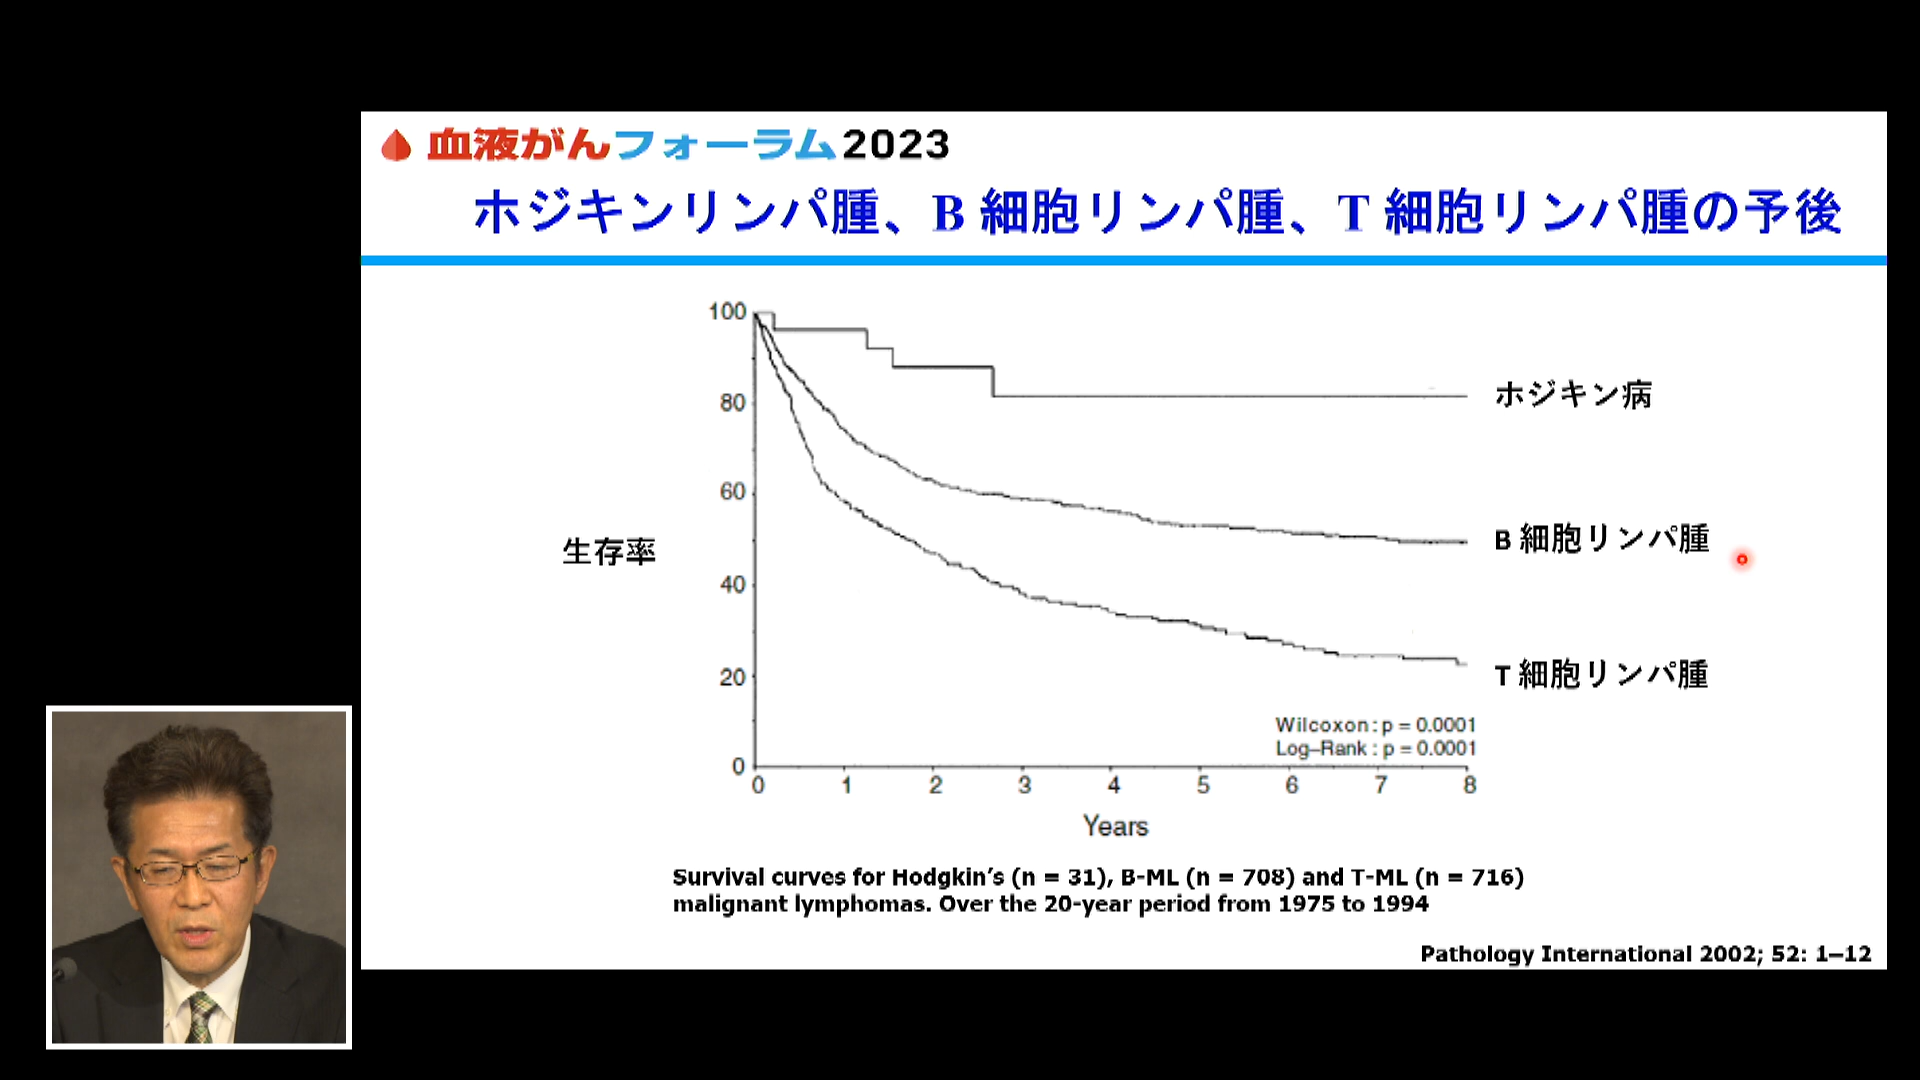 血液がんフォーラム2023
ホジキンリンパ腫、B 細胞リンパ腫、T 細胞リンパ腫の予後
100
80
60
40
20
0
生存率
ホジキン病
B 細胞リンパ腫
T 細胞リンパ腫
Wilcoxon : p = 0.0001
Log–Rank : p = 0.0001
0 1 2 3 4 5 6 7 8
Years
Survival curves for Hodgkin’s (n = 31), B-ML (n = 708) and T-ML (n = 716)
malignant lymphomas. Over the 20-year period from 1975 to 1994
Pathology International 2002; 52: 1–12